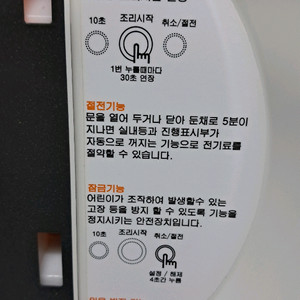 10초 조리시작 취소/절전
1번 누를때마다
30초 연장
절전기능
문을 열어 두거나 닫아 둔채로 5분이
지나면 실내등과 진행표시부가
자동으로 꺼지는 기능으로 전기료를
절약할 수 있습니다.
잠금기능
어린이가 조작하여 발생할수 있는
고장 등을 방지 할 수 있도록 기능을
정지시키는 안전장치입니다.
10초 조리시작 취소/절전
설정 / 해제
4초간 누름